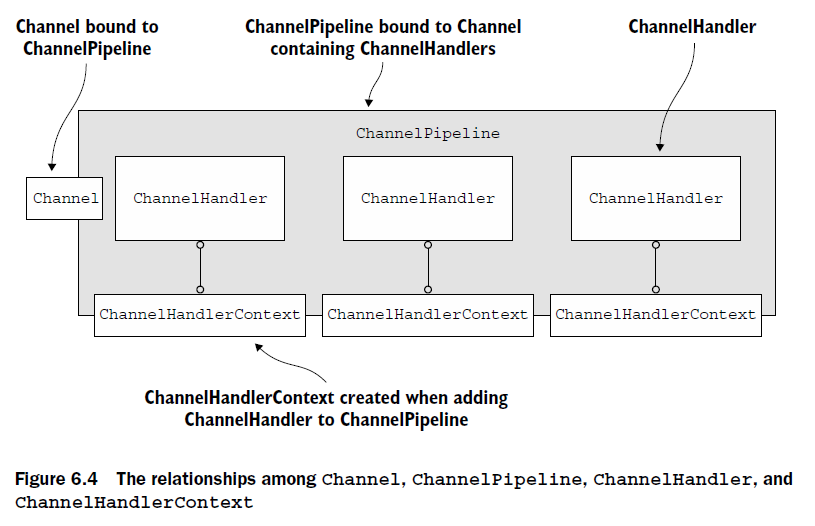 Channel bound to
ChannelPipeline
ChannelPipeline bound to Channel
containing ChannelHandlers
ChannelHandler
ChannelPipeline
Channel
ChannelHandler
ChannelHandler
ChannelHandler
ChannelHandlerContext
ChannelHandlerContext
ChannelHandlerContext
ChannelHandlerContext created when adding
ChannelHandler to ChannelPipeline
Figure 6.4 The relationships among Channel, ChannelPipeline, ChannelHandler, and
ChannelHandlerContext